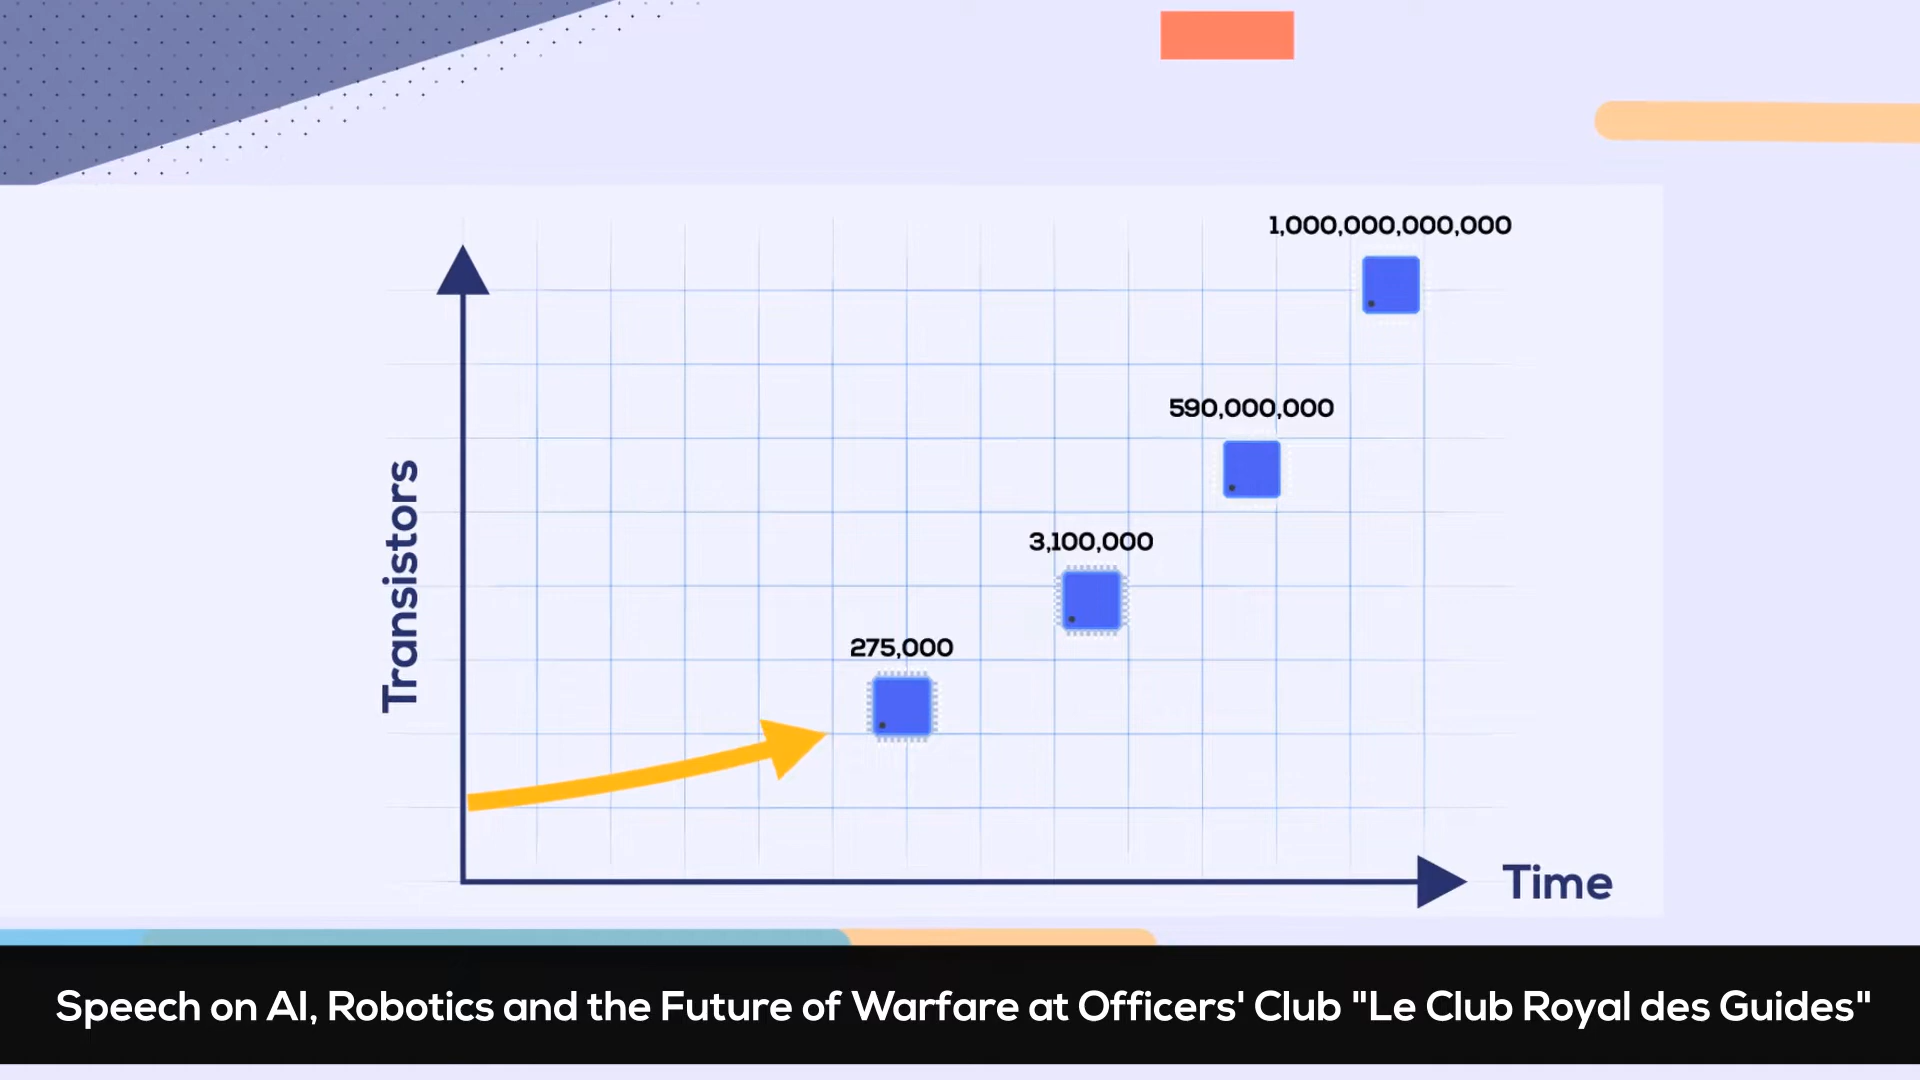 1,000,000,000,000
590,000,000
3,100,000
275,000
Transistors
Time
Speech on AI, Robotics and the Future of Warfare at Officers' Club "Le Club Royal des Guides"